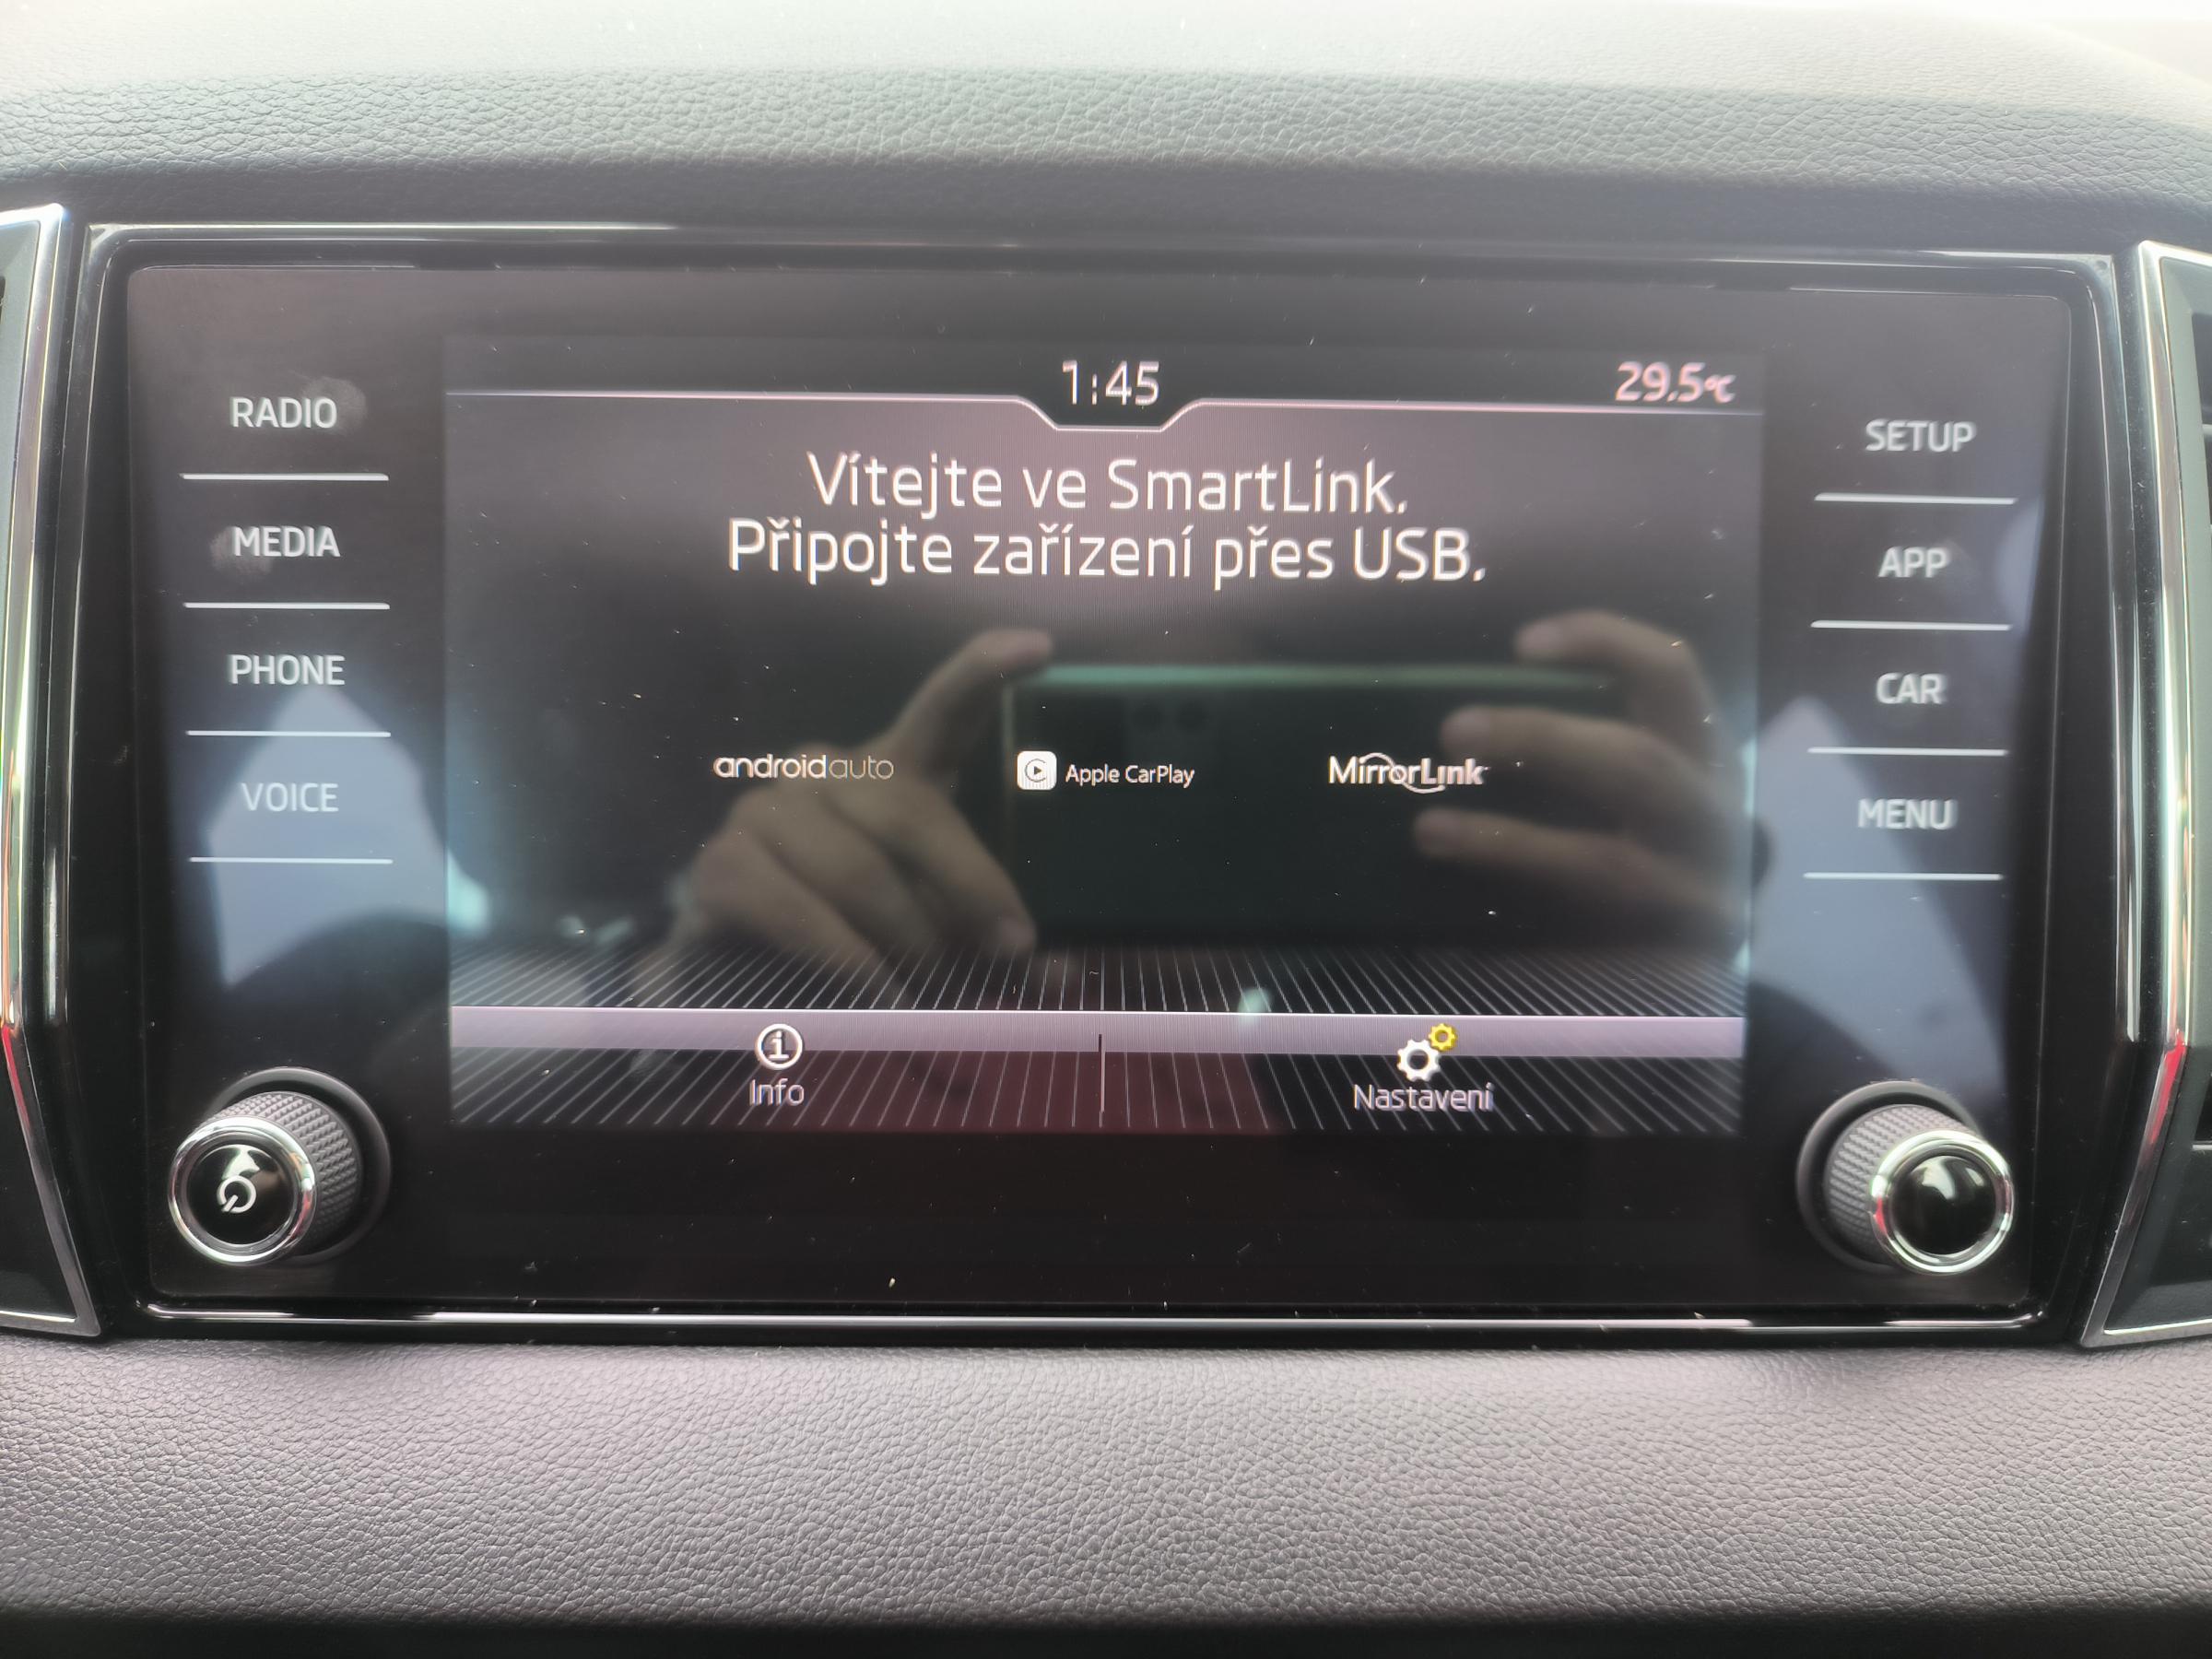 1:45
29.5°C
RADIO
MEDIA
PHONE
VOICE
Vítejte ve SmartLink.
Připojte zařízení přes USB.
androidauto
Apple CarPlay
MirrorLink
Info
Nastavení
SETUP
APP
CAR
MENU